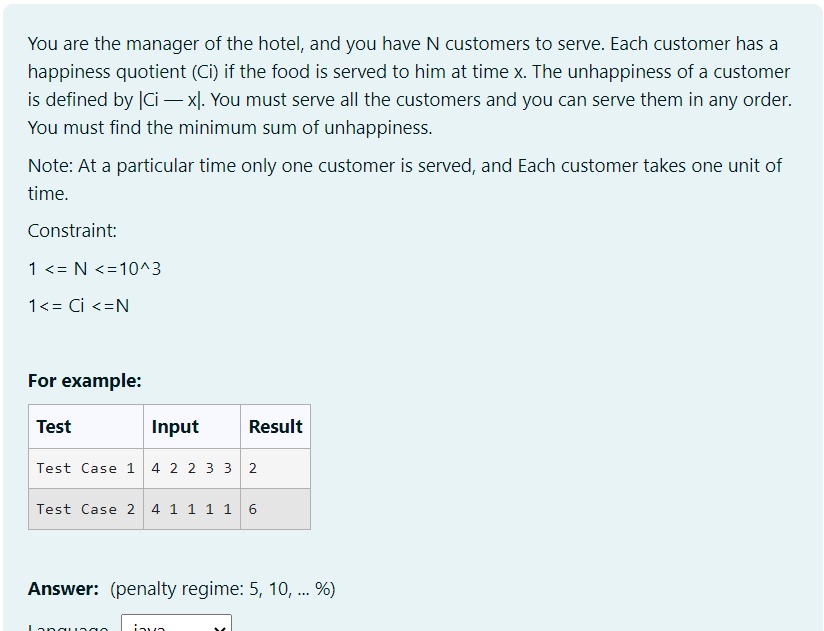 You are the manager of the hotel, and you have N customers to serve. Each customer has a
happiness quotient (Ci) if the food is served to him at time x. The unhappiness of a customer
is defined by |Ci — x|. You must serve all the customers and you can serve them in any order.
You must find the minimum sum of unhappiness.
Note: At a particular time only one customer is served, and Each customer takes one unit of
time.
Constraint:
1 <= N <=10^3
1<= Ci <=N
For example:
Test Input Result
Test Case 1 4 2 2 3 3 2
Test Case 2 4 1 1 1 1 6
Answer: (penalty regime: 5, 10, ... %)
Language java